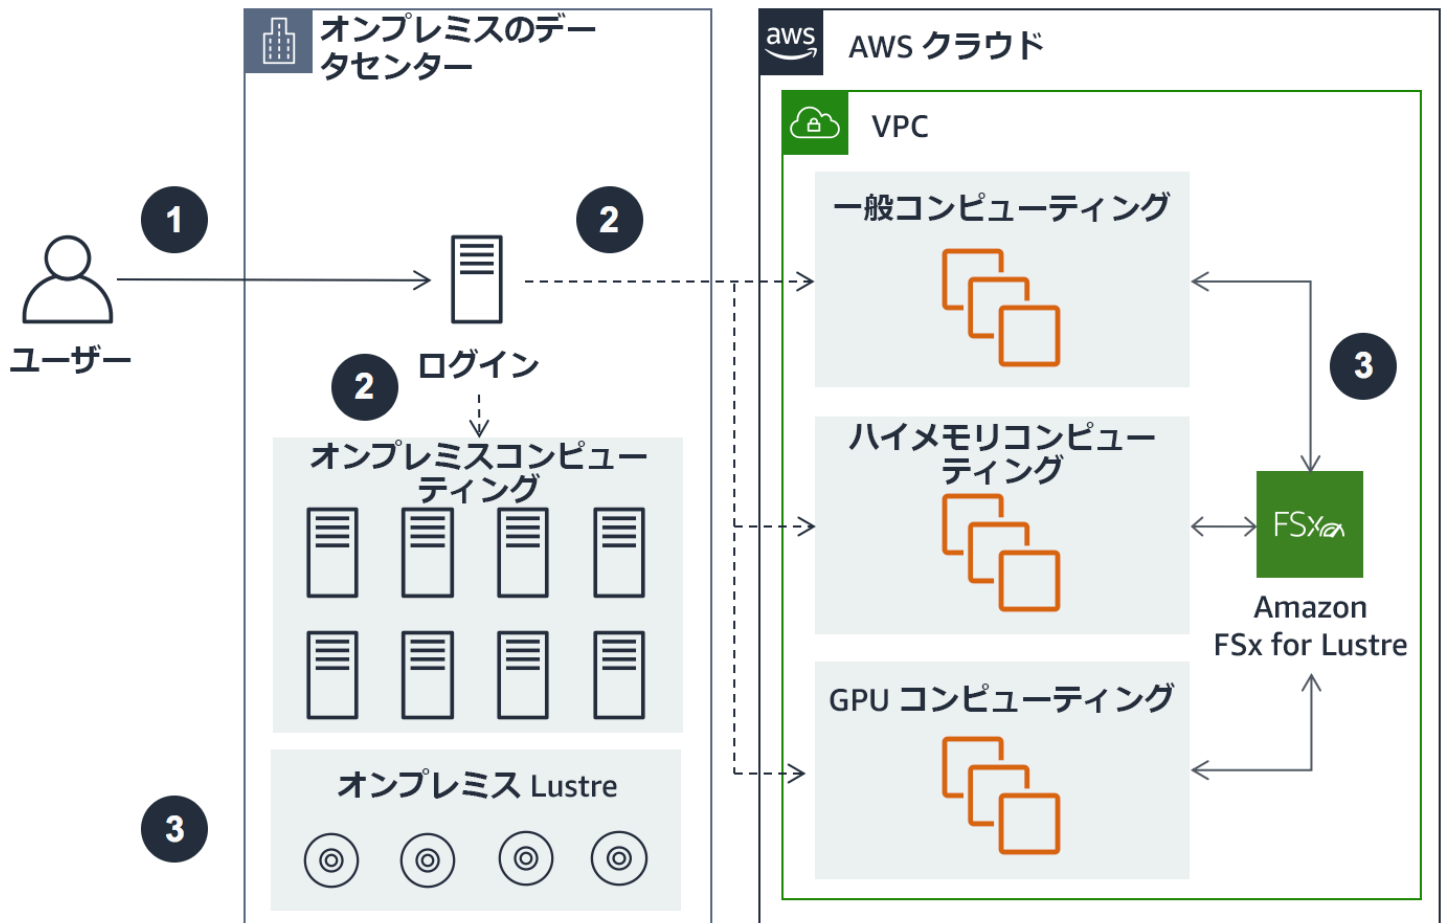 オンプレミスのデー
タセンター
aws
AWS クラウド
VPC
1
2
一般コンピューティング
ユーザー
ログイン
2
3
オンプレミスコンピュー
ティング
ハイメモリコンピュー
ティング
FSx
Amazon
FSx for Lustre
GPU コンピューティング
オンプレミス Lustre
3